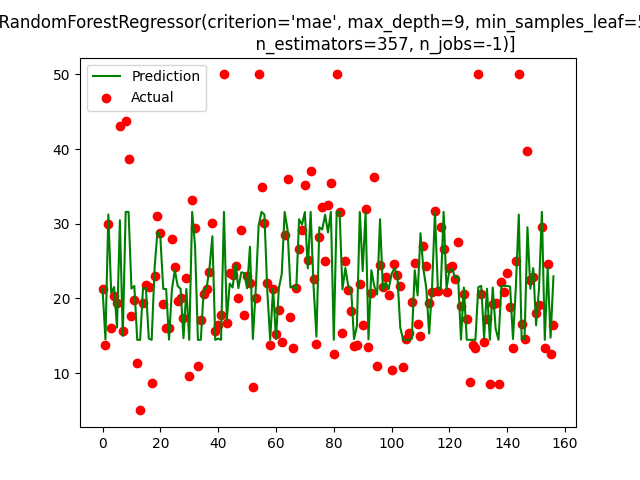 RandomForestRegressor(criterion='mae', max_depth=9, min_samples_leaf=5
n_estimators=357, n_jobs=-1)]
Prediction
Actual
50
40
30
20
10
0 20 40 60 80 100 120 140 160